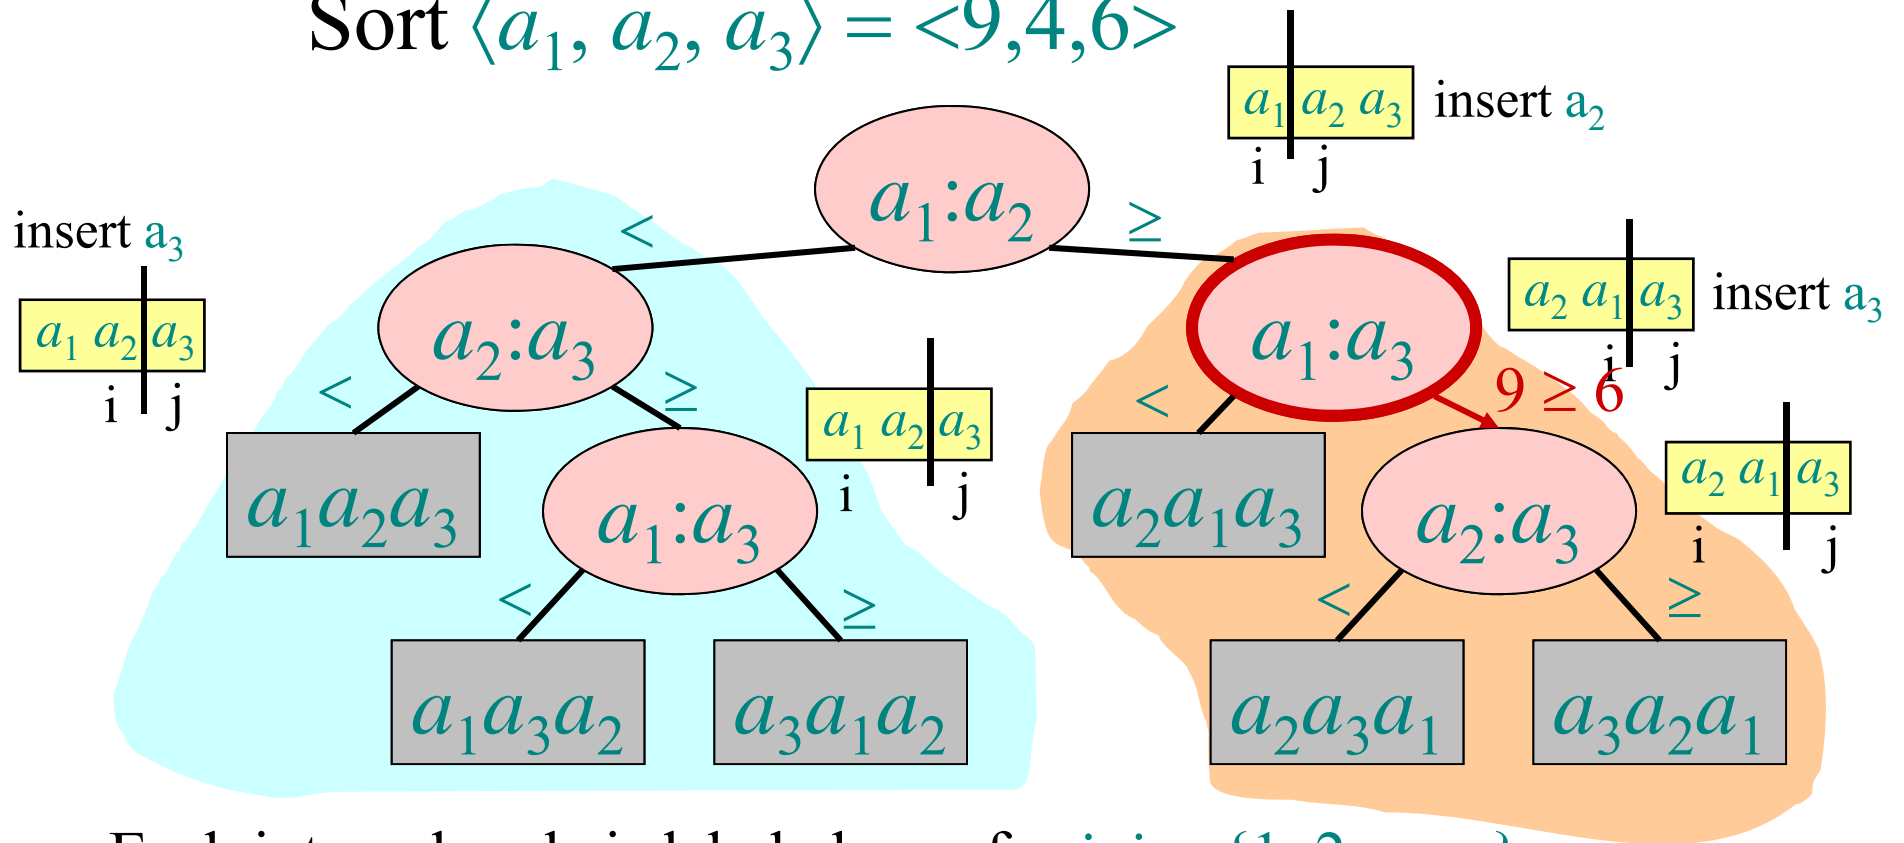 Sort ⟨a1, a2, a3⟩ = <9,4,6>
a1 a2 a3 insert a2
i j
a1:a2
< ≥
insert a3
a1 a2 a3
i j
a2:a3
< ≥
a1:a3
< 9 ≥ 6
a2 a1 a3 insert a3
i j
a1 a2 a3
i j
a2 a1 a3
i j
a1a2a3
a1:a3
< ≥
a2a1a3
a2:a3
< ≥
a1a3a2
a3a1a2
a2a3a1
a3a2a1